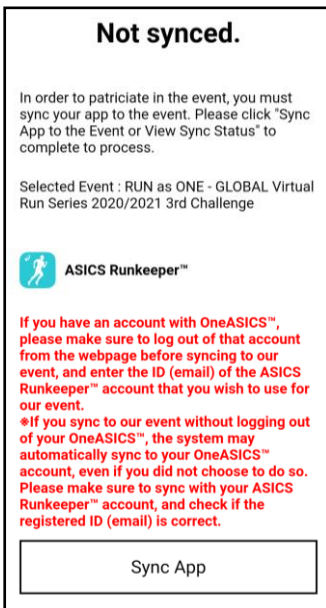 Not synced.
In order to patriciate in the event, you must
sync your app to the event. Please click "Sync
App to the Event or View Sync Status" to
complete to process.
Selected Event : RUN as ONE - GLOBAL Virtual
Run Series 2020/2021 3rd Challenge
ASICS Runkeeper™
If you have an account with OneASICS™,
please make sure to log out of that account
from the webpage before syncing to our
event, and enter the ID (email) of the ASICS
Runkeeper™ account that you wish to use for
our event.
※If you sync to our event without logging out
of your OneASICS™, the system may
automatically sync to your OneASICS™
account, even if you did not choose to do so.
Please make sure to sync with your ASICS
Runkeeper™ account, and check if the
registered ID (email) is correct.
Sync App